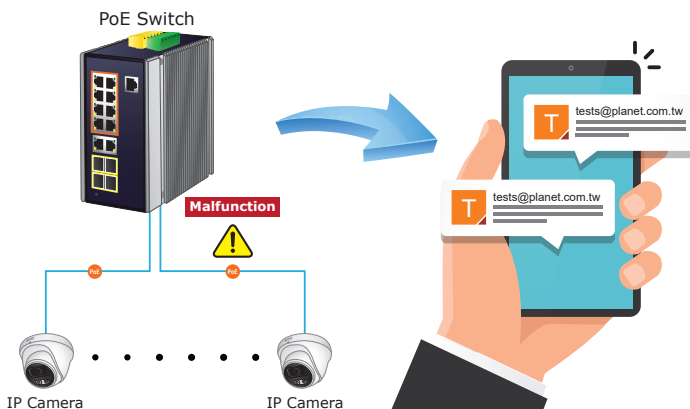 PoE Switch
Malfunction
PoE
PoE
IP Camera
IP Camera
T
tests@planet.com.tw
T
tests@planet.com.tw